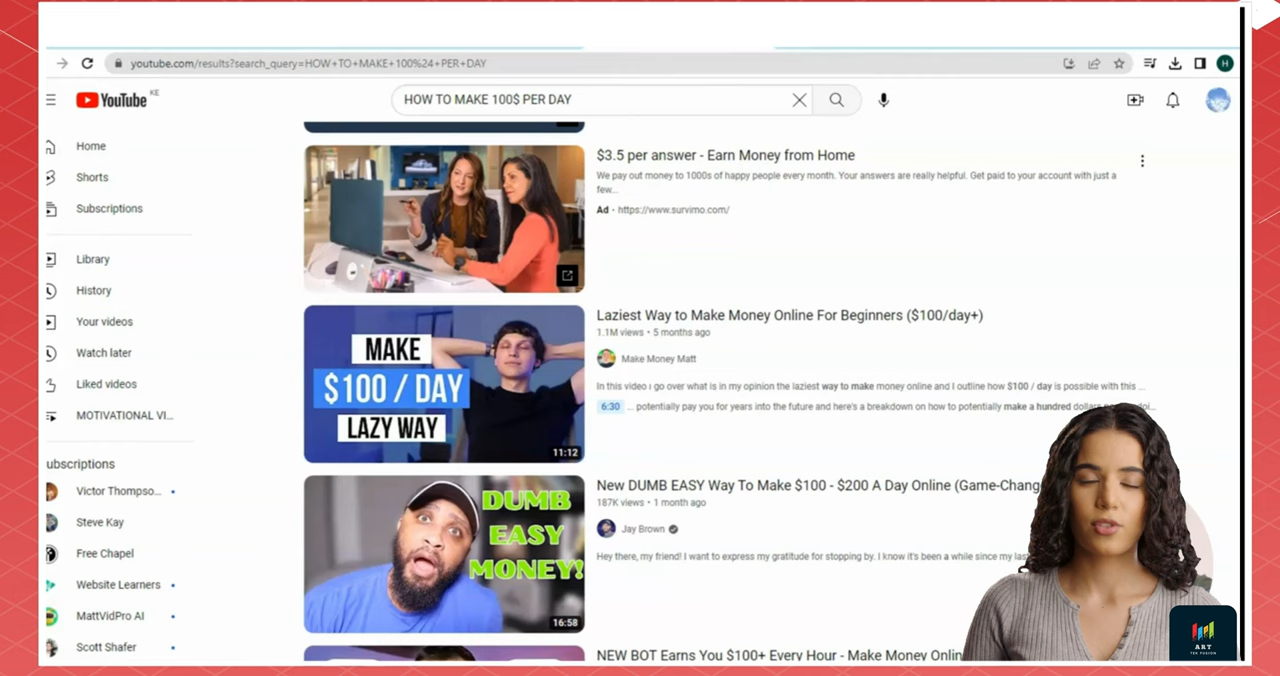 youtube.com/results?search_query=HOW+TO+MAKE+100%24+PER+DAY
H
YouTube KE
HOW TO MAKE 100$ PER DAY
Home
Shorts
Subscriptions
Library
History
Your videos
Watch later
Liked videos
MOTIVATIONAL VI...
ubscriptions
Victor Thompso...
Steve Kay
Free Chapel
Website Learners
MattVidPro AI
Scott Shafer
$3.5 per answer - Earn Money from Home
We pay out money to 1000s of happy people every month. Your answers are really helpful. Get paid to your account with just a
few...
Ad · https://www.survimo.com/
MAKE
$100 / DAY
LAZY WAY
11:12
Laziest Way to Make Money Online For Beginners ($100/day+)
1.1M views • 5 months ago
Make Money Matt
In this video i go over what is in my opinion the laziest way to make money online and I outline how $100 / day is possible with this ...
6:30 ... potentially pay you for years into the future and here's a breakdown on how to potentially make a hundred
DUMB
EASY
MONEY!
16:58
New DUMB EASY Way To Make $100 - $200 A Day Online (Game-Chang
187K views • 1 month ago
Jay Brown
Hey there, my friend! I want to express my gratitude for stopping by. I know it's been a while since my las
NEW BOT Earns You $100+ Every Hour - Make Money Onlin
ART
TEK FUSION